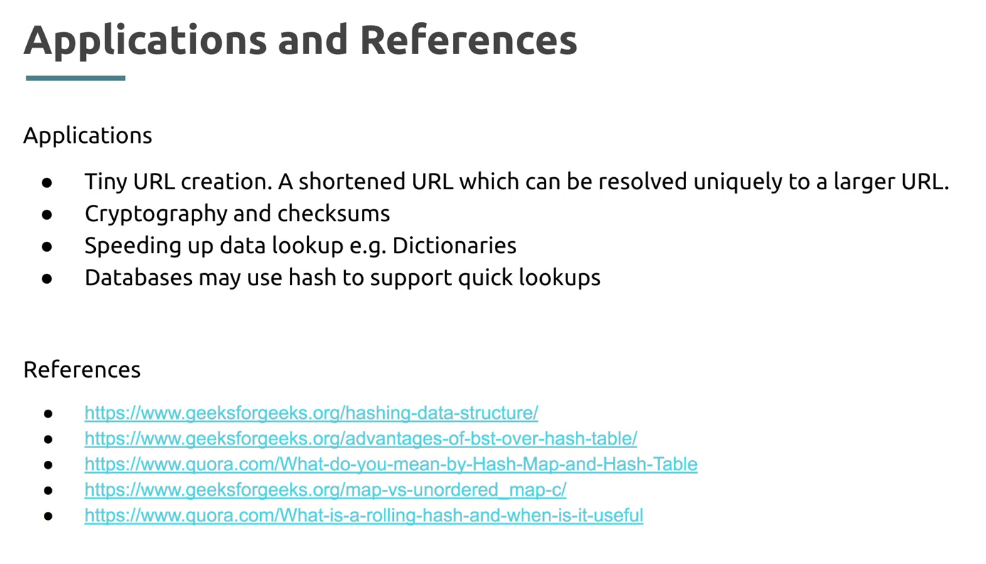 Applications and References
Applications
● Tiny URL creation. A shortened URL which can be resolved uniquely to a larger URL.
● Cryptography and checksums
● Speeding up data lookup e.g. Dictionaries
● Databases may use hash to support quick lookups
References
● https://www.geeksforgeeks.org/hashing-data-structure/
● https://www.geeksforgeeks.org/advantages-of-bst-over-hash-table/
● https://www.quora.com/What-do-you-mean-by-Hash-Map-and-Hash-Table
● https://www.geeksforgeeks.org/map-vs-unordered_map-c/
● https://www.quora.com/What-is-a-rolling-hash-and-when-is-it-useful